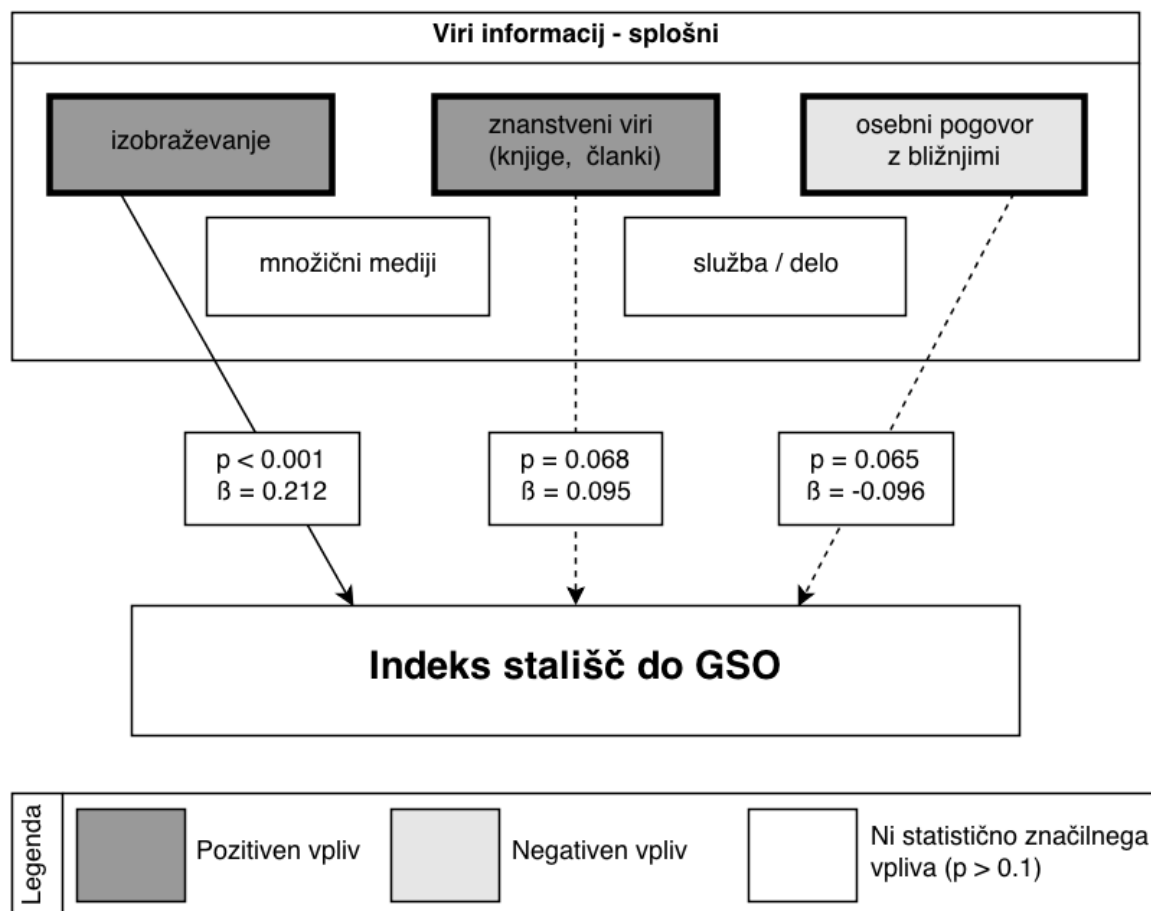 Viri informacij - splošni
izobraževanje
znanstveni viri
(knjige, članki)
osebni pogovor
z bližnjimi
množični mediji
služba / delo
p < 0.001
ß = 0.212
p = 0.068
ß = 0.095
p = 0.065
ß = -0.096
Indeks stališč do GSO
Legenda
Pozitiven vpliv
Negativen vpliv
Ni statistično značilnega
vpliva (p > 0.1)